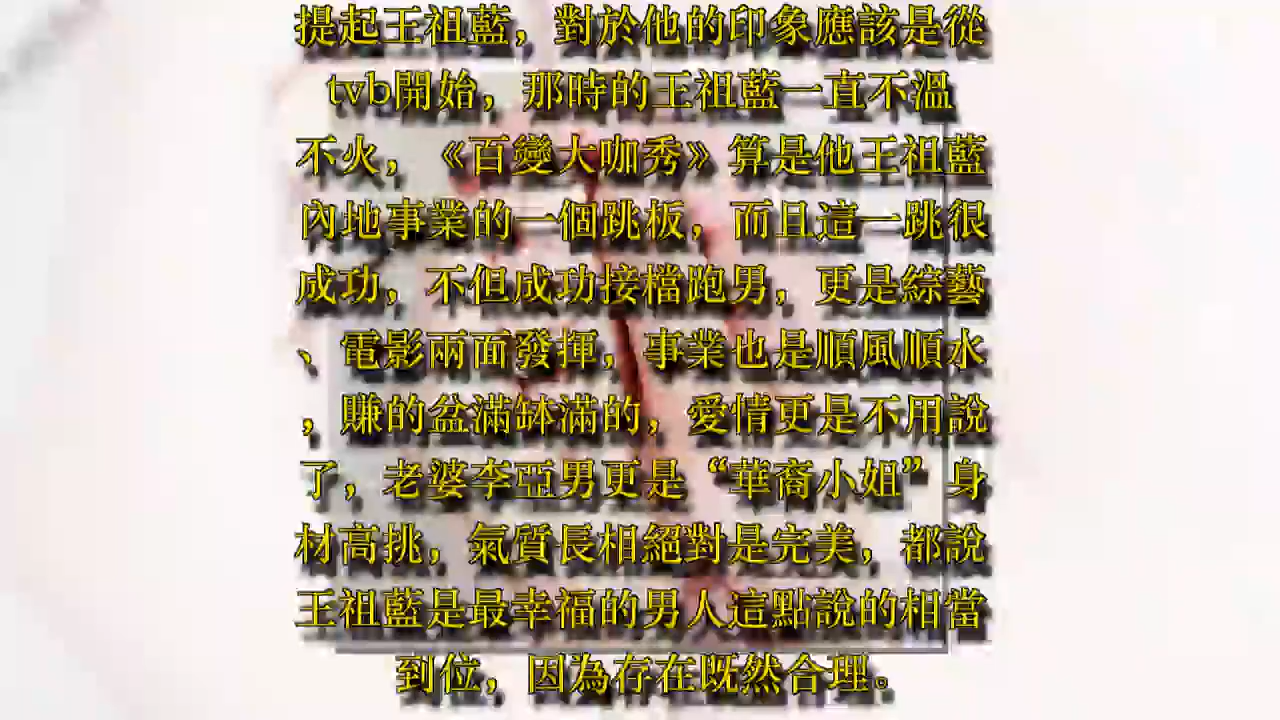 提起王祖藍，對於他的印象應該是從
tvb開始，那時的王祖藍一直不溫
不火，《百變大咖秀》算是他王祖藍
內地事業的一個跳板，而且這一跳很
成功，不但成功接檔跑男，更是綜藝
、電影兩面發揮，事業也是順風順水
，賺的盆滿缽滿的，愛情更是不用說
了，老婆李亞男更是“華裔小姐”身
材高挑，氣質長相絕對是完美，都說
王祖藍是最幸福的男人這點說的相當
到位，因為存在既然合理。